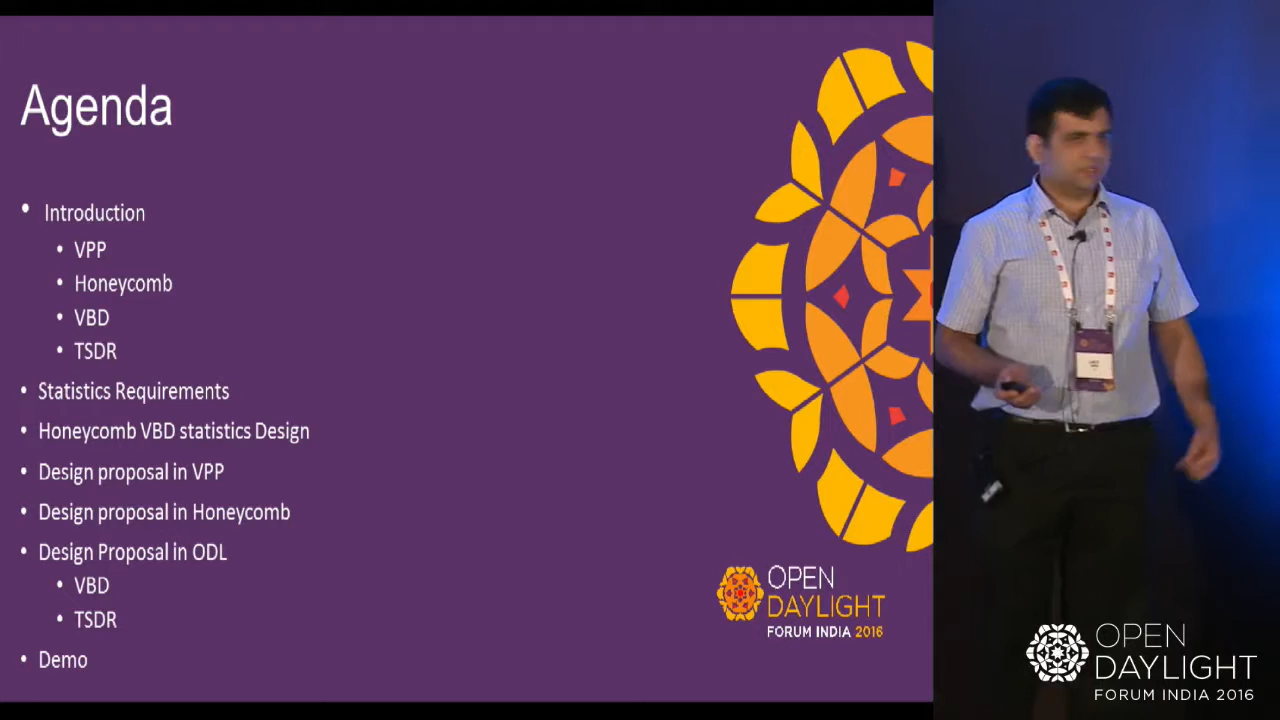 Agenda
• Introduction
• VPP
• Honeycomb
• VBD
• TSDR
• Statistics Requirements
• Honeycomb VBD statistics Design
• Design proposal in VPP
• Design proposal in Honeycomb
• Design Proposal in ODL
• VBD
• TSDR
• Demo
OPEN
DAYLIGHT
FORUM INDIA 2016
OPEN
DAYLIGHT
FORUM INDIA 2016